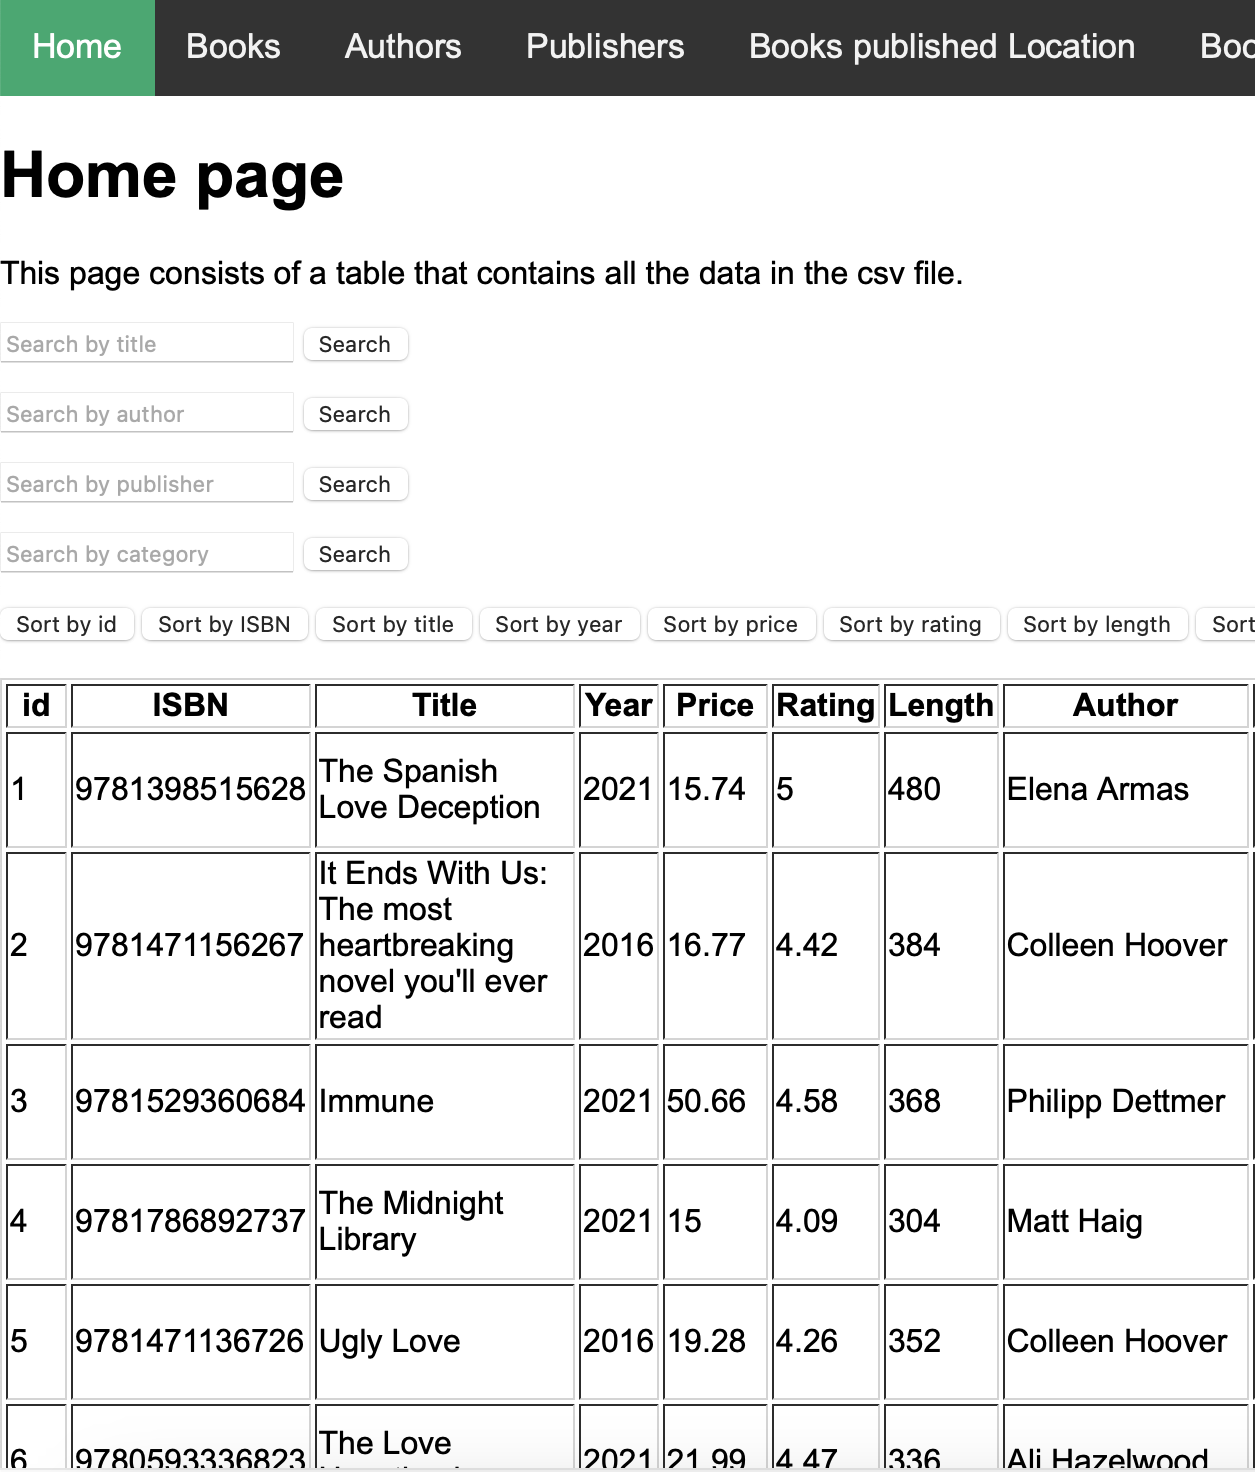 Home Books Authors Publishers Books published Location
Home page
This page consists of a table that contains all the data in the csv file.
Search by title Search
Search by author Search
Search by publisher Search
Search by category Search
Sort by id Sort by ISBN Sort by title Sort by year Sort by price Sort by rating Sort by length Sort
id ISBN Title Year Price Rating Length Author
1 9781398515628 The Spanish Love Deception 2021 15.74 5 480 Elena Armas
2 9781471156267 It Ends With Us: The most heartbreaking novel you'll ever read 2016 16.77 4.42 384 Colleen Hoover
3 9781529360684 Immune 2021 50.66 4.58 368 Philipp Dettmer
4 9781786892737 The Midnight Library 2021 15 4.09 304 Matt Haig
5 9781471136726 Ugly Love 2016 19.28 4.26 352 Colleen Hoover
6 9780593336823 The Love 2021 21.99 4.47 336 Ali Hazelwood